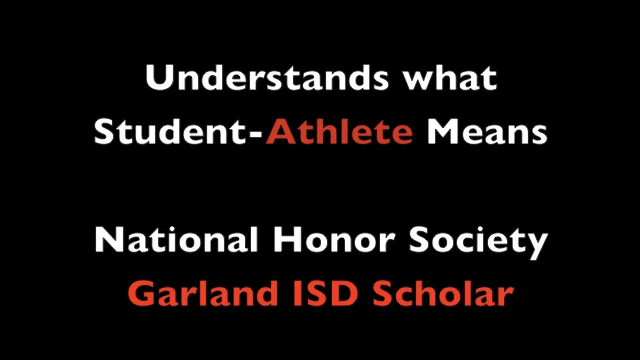 Understands what
Student-Athlete Means
National Honor Society
Garland ISD Scholar